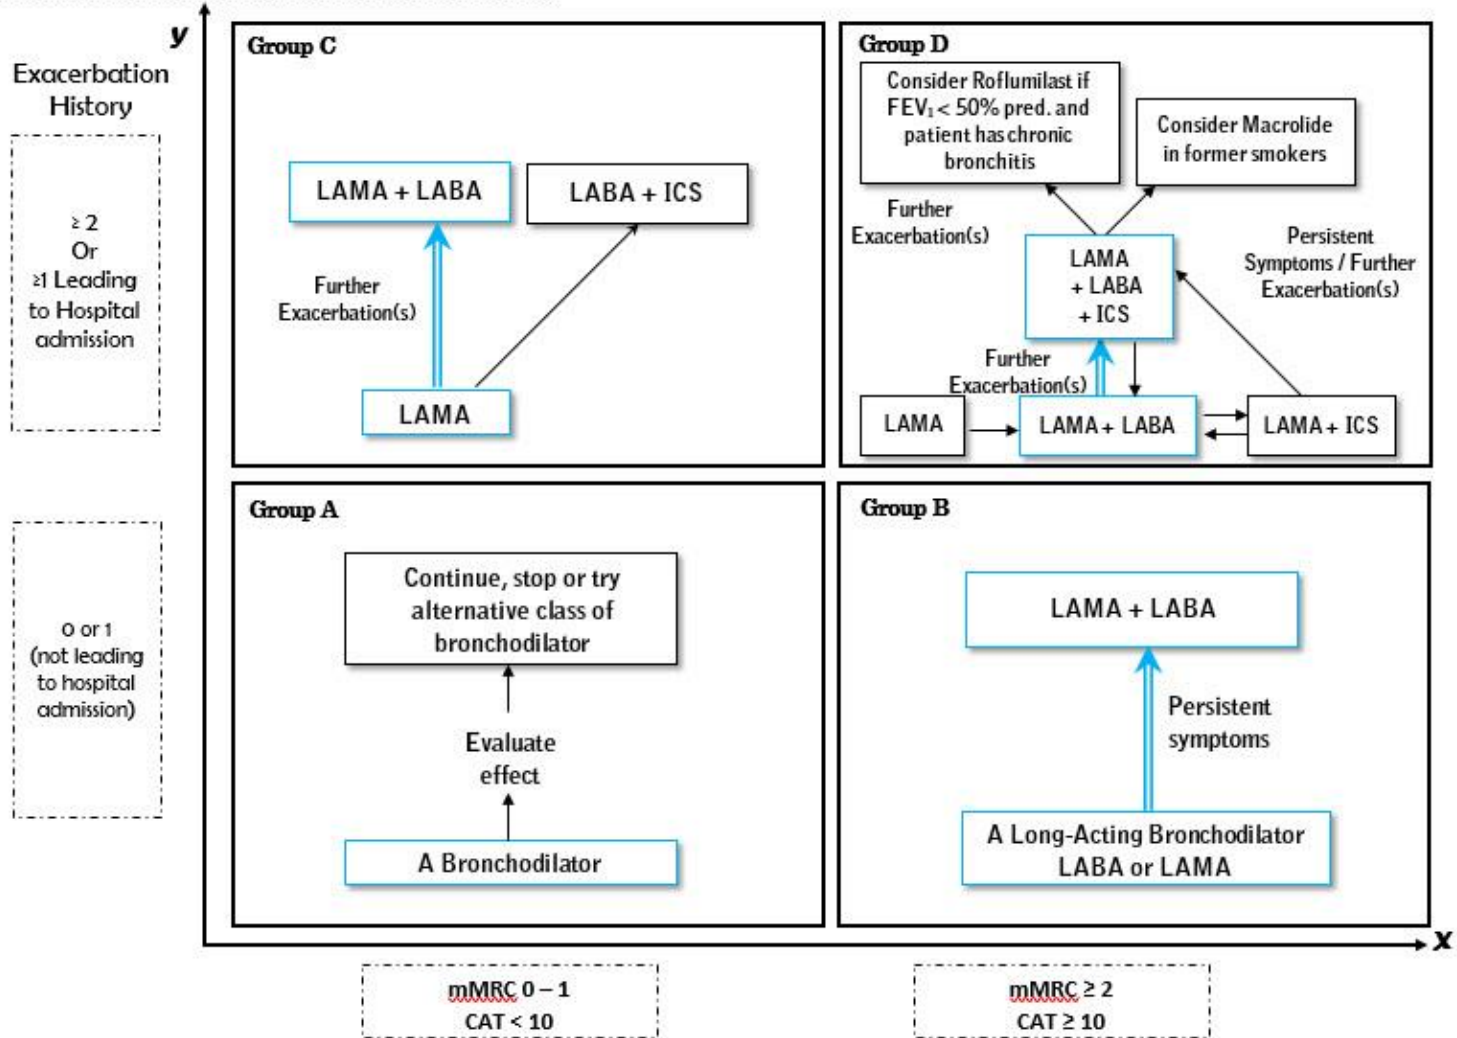 y
Exacerbation
History
≥ 2
Or
≥1 Leading
to Hospital
admission
0 or 1
(not leading
to hospital
admission)
Group C
LAMA + LABA
LABA + ICS
Further
Exacerbation(s)
LAMA
Group D
Consider Roflumilast if
FEV₁ < 50% pred. and
patient has chronic
bronchitis
Consider Macrolide
in former smokers
Further
Exacerbation(s)
Persistent
Symptoms / Further
Exacerbation(s)
LAMA
+ LABA
+ ICS
Further
Exacerbation(s)
LAMA
LAMA + LABA
LAMA + ICS
Group A
Continue, stop or try
alternative class of
bronchodilator
Evaluate
effect
A Bronchodilator
Group B
LAMA + LABA
Persistent
symptoms
A Long-Acting Bronchodilator
LABA or LAMA
x
mMRC 0 – 1
CAT < 10
mMRC ≥ 2
CAT ≥ 10